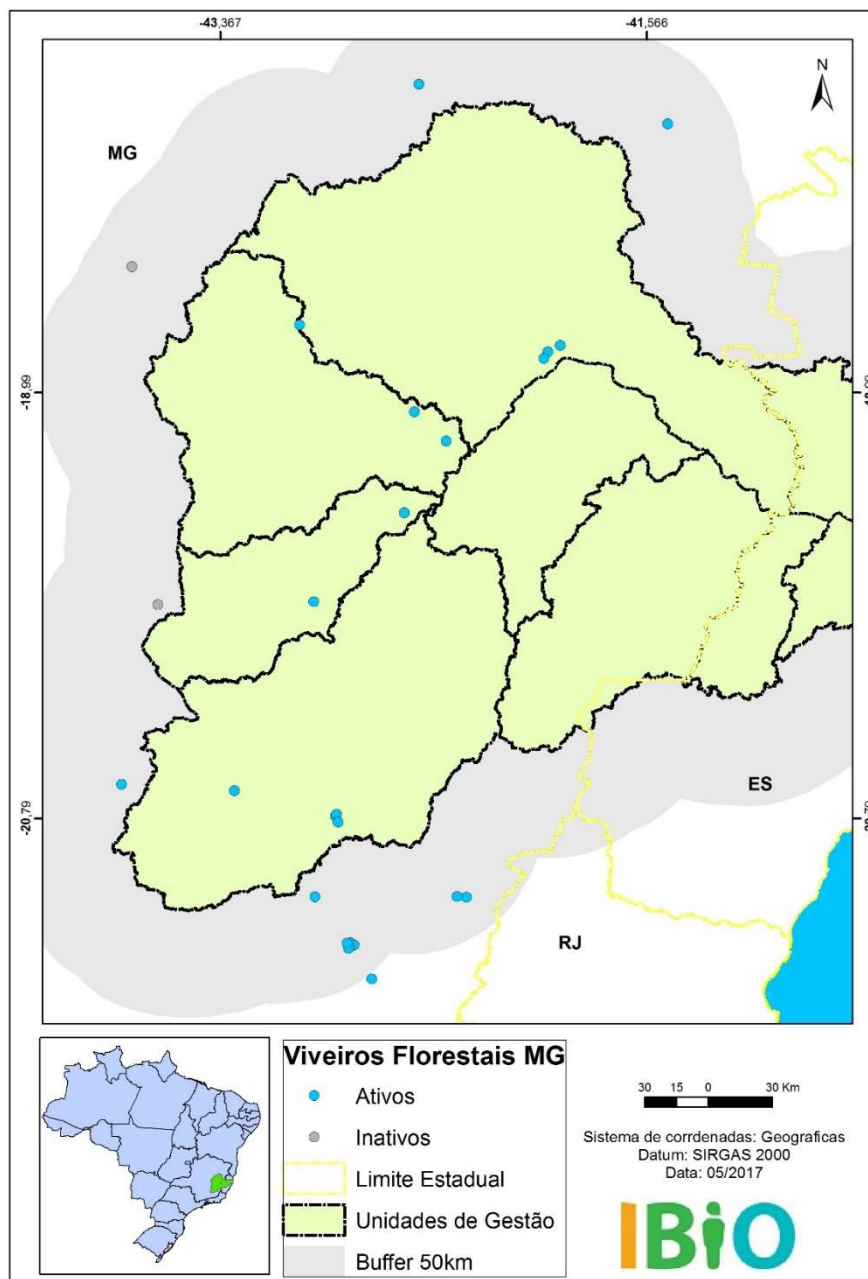 -43,367
-41,566
N
MG
-18,99
ES
-20,79
RJ
Viveiros Florestais MG
Ativos
Inativos
Limite Estadual
Unidades de Gestão
Buffer 50km
30 15 0 30 Km
Sistema de corrdenadas: Geograficas
Datum: SIRGAS 2000
Data: 05/2017
IBiO